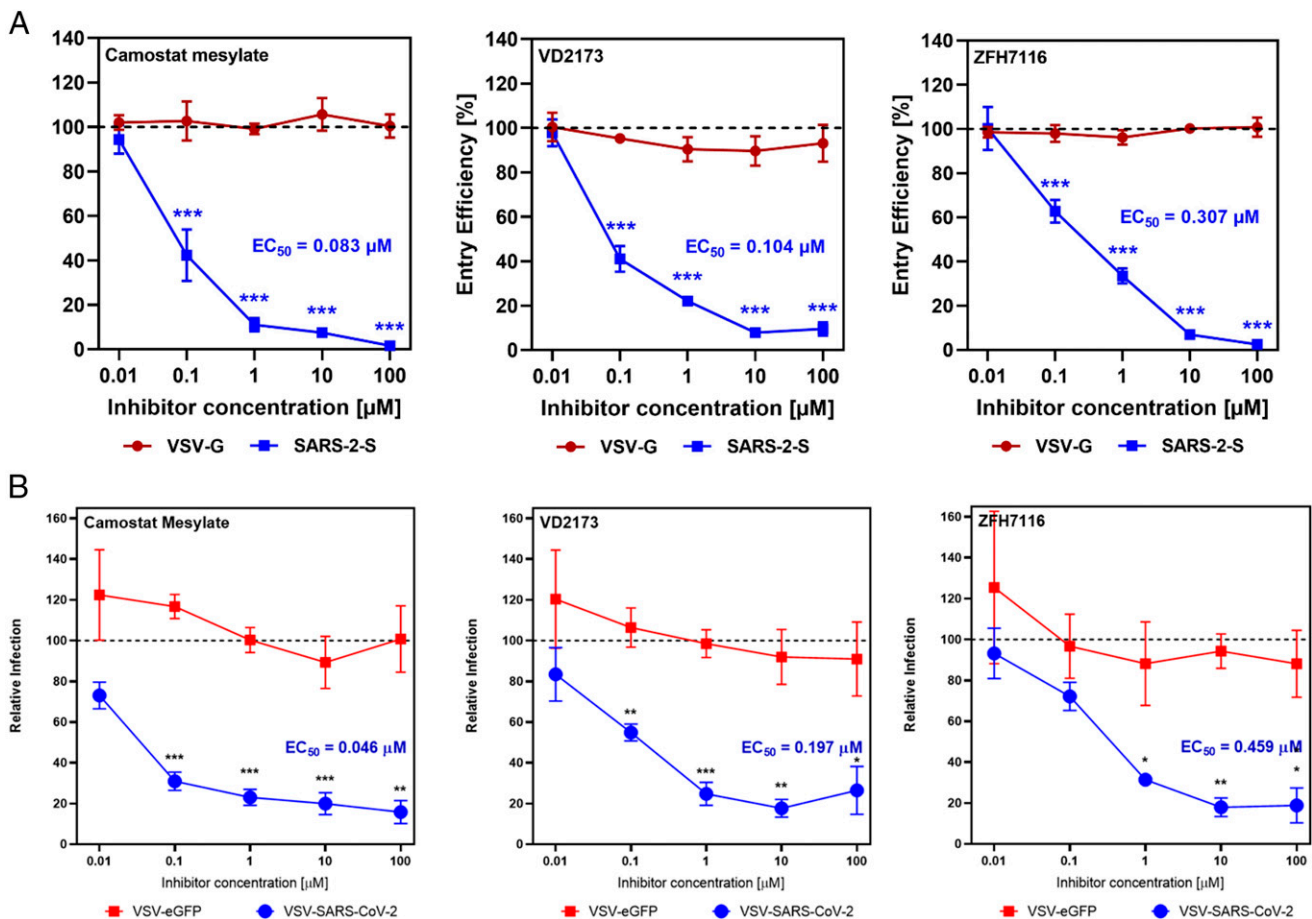 A
Camostat mesylate
140
120
100
80
60
40
20
0
***
***
***
***
EC50 = 0.083 µM
0.01 0.1 1 10 100
Inhibitor concentration [µM]
VSV-G SARS-2-S
VD2173
Entry Efficiency [%]
140
120
100
80
60
40
20
0
***
***
***
***
EC50 = 0.104 µM
0.01 0.1 1 10 100
Inhibitor concentration [µM]
VSV-G SARS-2-S
ZFH7116
Entry Efficiency [%]
140
120
100
80
60
40
20
0
***
***
***
***
EC50 = 0.307 µM
0.01 0.1 1 10 100
Inhibitor concentration [µM]
VSV-G SARS-2-S
B
Camostat Mesylate
Relative Infection
160
140
120
100
80
60
40
20
0
EC50 = 0.046 µM
***
***
***
**
0.01 0.1 1 10 100
Inhibitor concentration [µM]
VSV-eGFP VSV-SARS-CoV-2
VD2173
Relative Infection
160
140
120
100
80
60
40
20
0
EC50 = 0.197 µM
**
***
**
*
0.01 0.1 1 10 100
Inhibitor concentration [µM]
VSV-eGFP VSV-SARS-CoV-2
ZFH7116
Relative Infection
160
140
120
100
80
60
40
20
0
EC50 = 0.459 µM
*
**
*
*
0.01 0.1 1 10 100
Inhibitor concentration [µM]
VSV-eGFP VSV-SARS-CoV-2